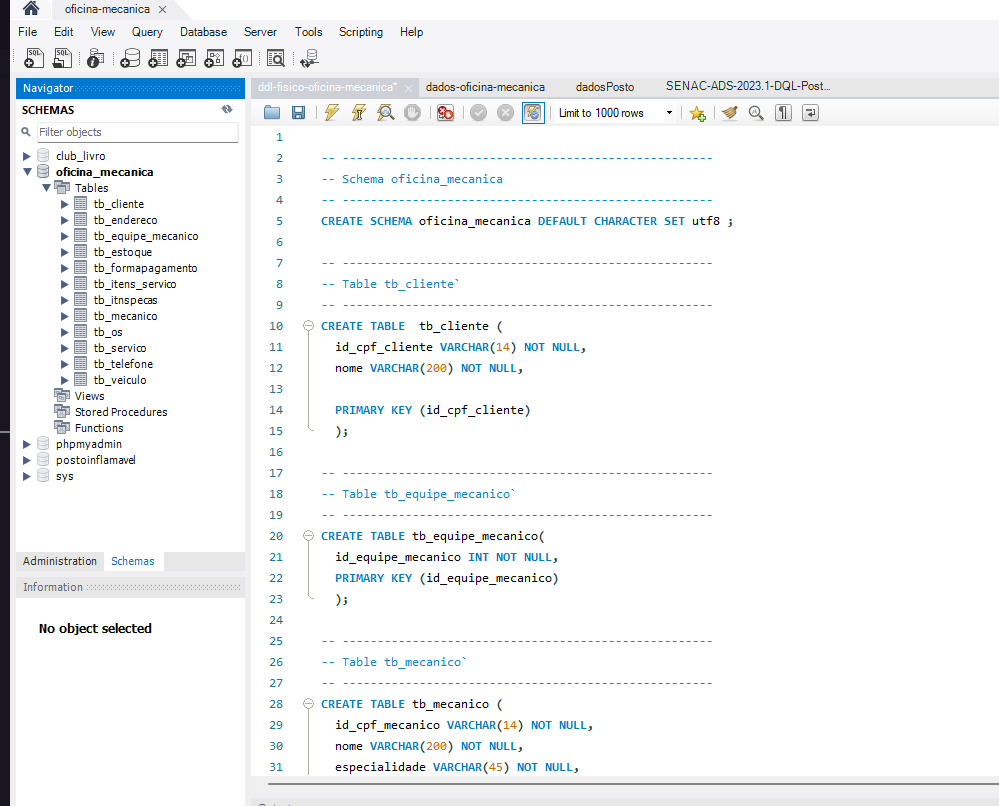 oficina-mecanica
File Edit View Query Database Server Tools Scripting Help
Navigator
SCHEMAS
Filter objects
club_livro
oficina_mecanica
Tables
tb_cliente
tb_endereco
tb_equipe_mecanico
tb_estoque
tb_formapagamento
tb_itens_servico
tb_itnspecas
tb_mecanico
tb_os
tb_servico
tb_telefone
tb_veiculo
Views
Stored Procedures
Functions
phpmyadmin
postoinflamavel
sys
Administration Schemas
Information
No object selected
ddl-fisico-oficina-mecanica* dados-oficina-mecanica dadosPosto SENAC-ADS-2023.1-DQL-Post...
Limit to 1000 rows
1
2 -- -----------------------------------------------------
3 -- Schema oficina_mecanica
4 -- -----------------------------------------------------
5 CREATE SCHEMA oficina_mecanica DEFAULT CHARACTER SET utf8 ;
6
7 -- -----------------------------------------------------
8 -- Table tb_cliente`
9 -- -----------------------------------------------------
10 CREATE TABLE  tb_cliente (
11 id_cpf_cliente VARCHAR(14) NOT NULL,
12 nome VARCHAR(200) NOT NULL,
13
14 PRIMARY KEY (id_cpf_cliente)
15 );
16
17 -- -----------------------------------------------------
18 -- Table tb_equipe_mecanico`
19 -- -----------------------------------------------------
20 CREATE TABLE tb_equipe_mecanico(
21 id_equipe_mecanico INT NOT NULL,
22 PRIMARY KEY (id_equipe_mecanico)
23 );
24
25 -- -----------------------------------------------------
26 -- Table tb_mecanico`
27 -- -----------------------------------------------------
28 CREATE TABLE tb_mecanico (
29 id_cpf_mecanico VARCHAR(14) NOT NULL,
30 nome VARCHAR(200) NOT NULL,
31 especialidade VARCHAR(45) NOT NULL,